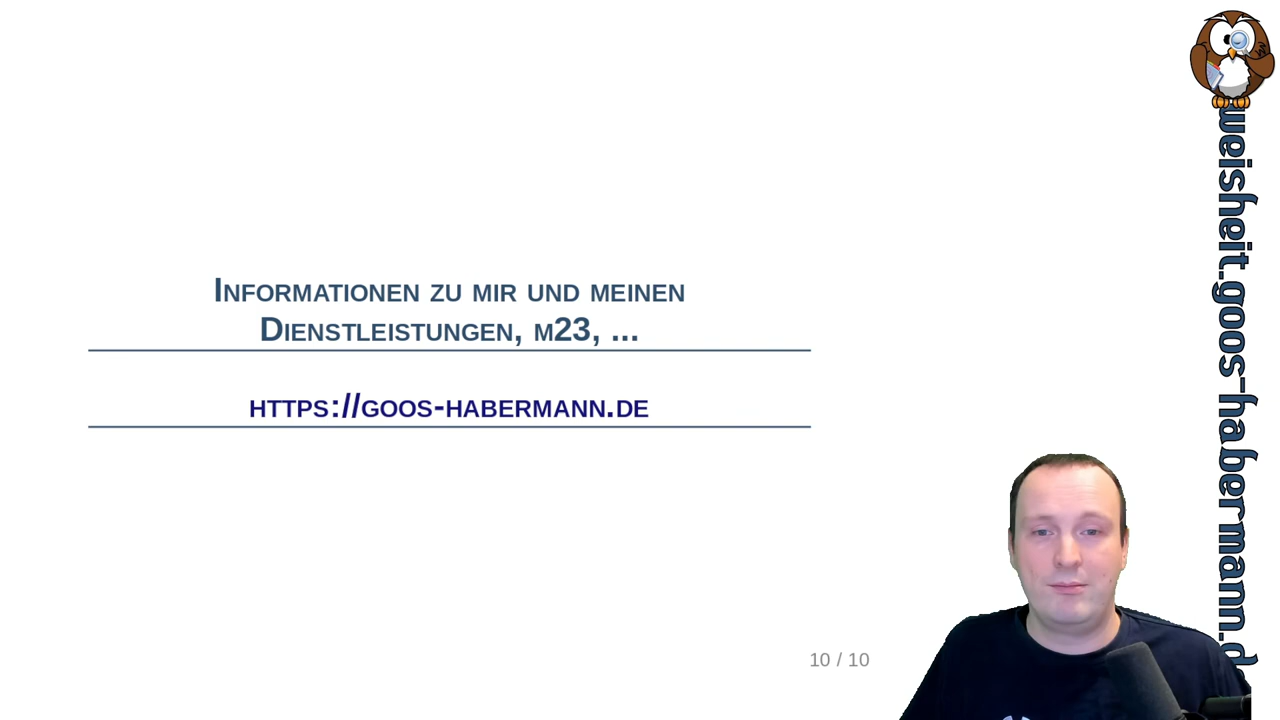 Informationen zu mir und meinen
Dienstleistungen, m23, ...
https://goos-habermann.de
10 / 10
weisheit.goos-habermann.d